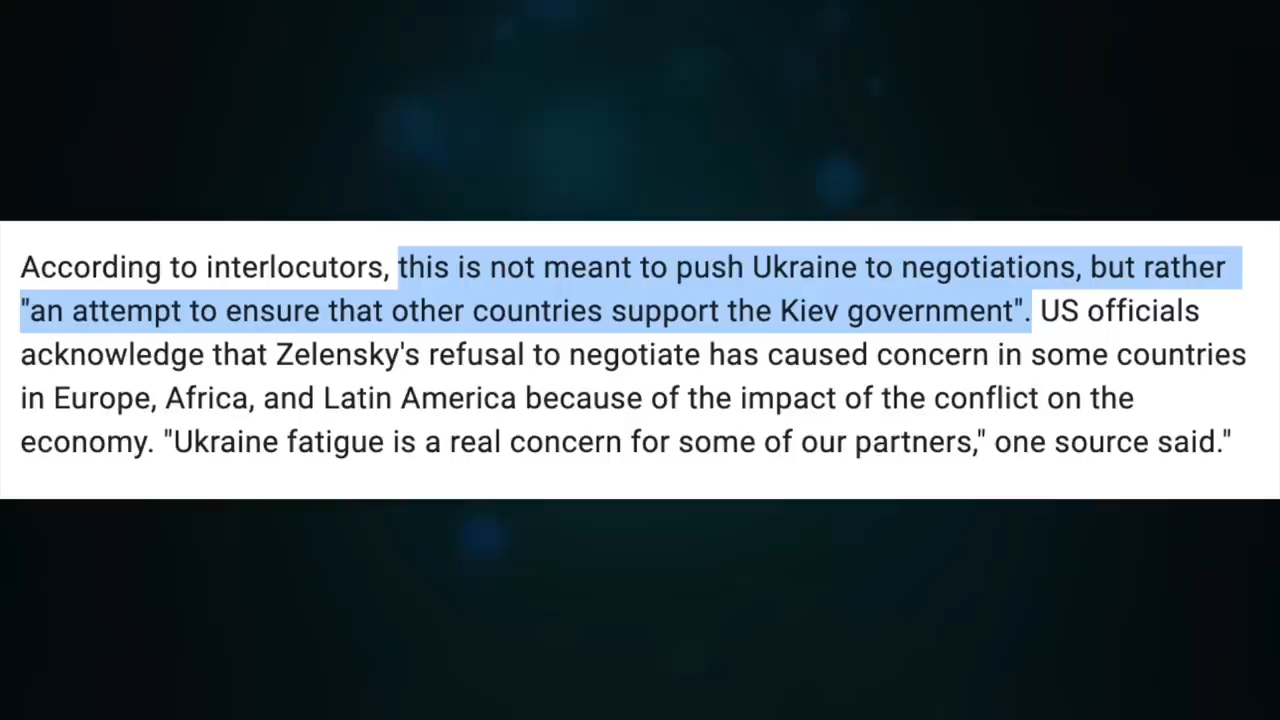 According to interlocutors, this is not meant to push Ukraine to negotiations, but rather
"an attempt to ensure that other countries support the Kiev government". US officials
acknowledge that Zelensky's refusal to negotiate has caused concern in some countries
in Europe, Africa, and Latin America because of the impact of the conflict on the
economy. "Ukraine fatigue is a real concern for some of our partners," one source said."